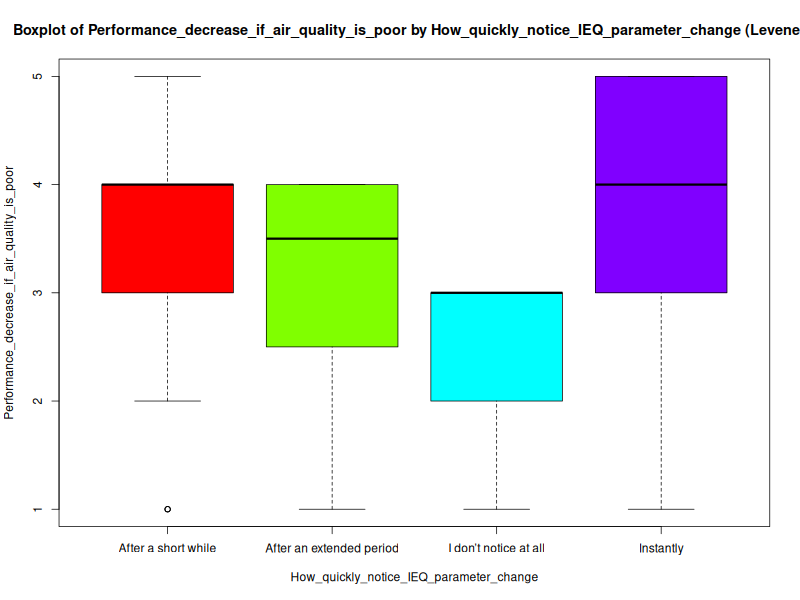 Boxplot of Performance_decrease_if_air_quality_is_poor by How_quickly_notice_IEQ_parameter_change (Levene
Performance_decrease_if_air_quality_is_poor
5
4
3
2
1
After a short while
After an extended period
I don't notice at all
Instantly
How_quickly_notice_IEQ_parameter_change